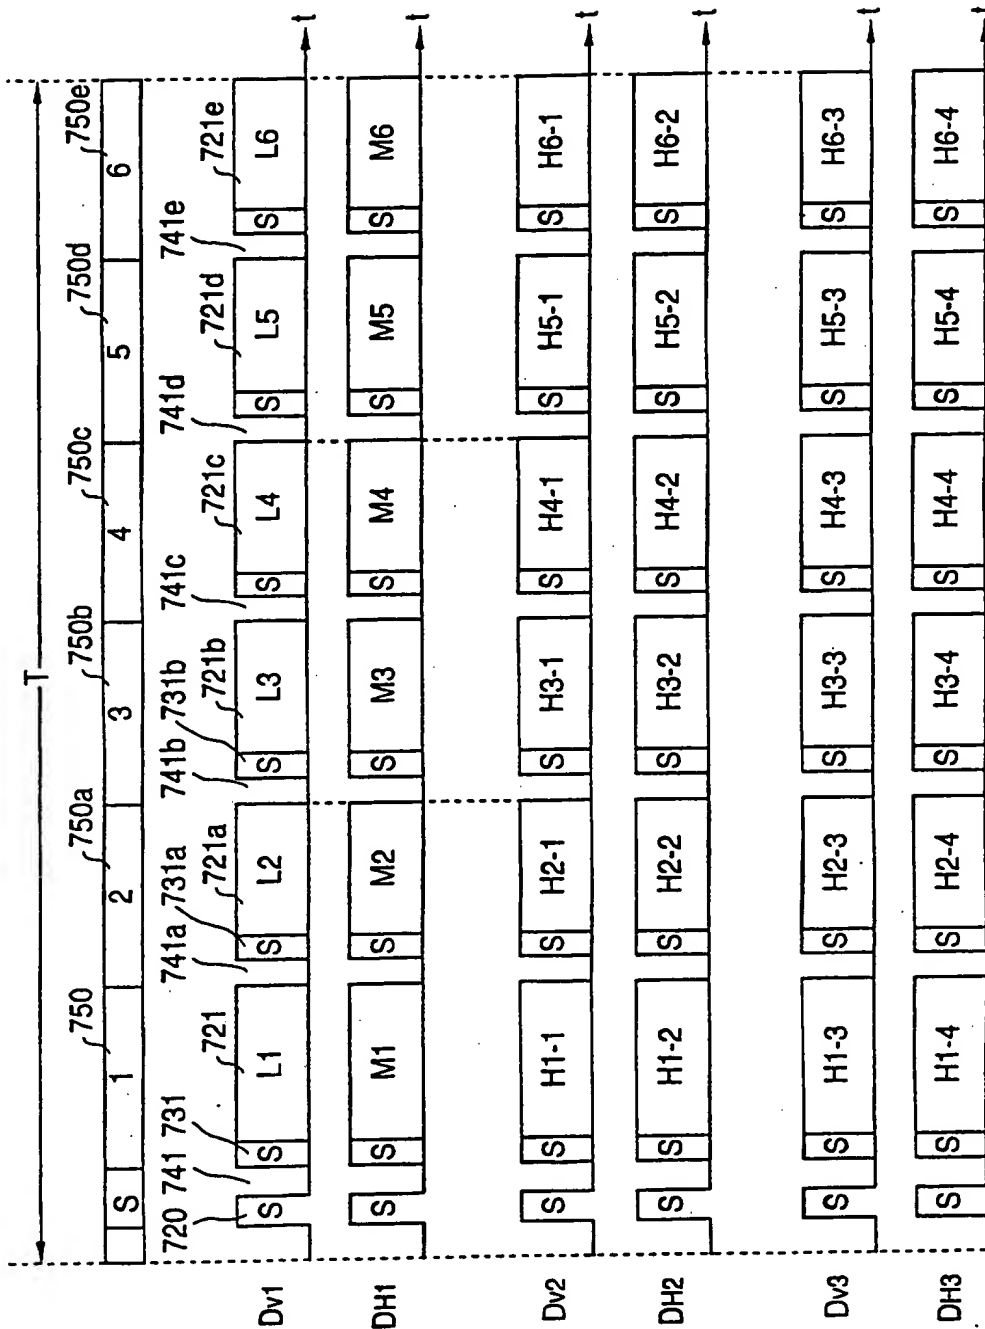 T
750 750a 750b 750c 750d 750e
S 1 2 3 4 5 6
720 741 731 721 741a 731a 721a 741b 731b 721b 741c 721c 741d 721d 741e 721e
Dv1 S S L1 S L2 S L3 S L4 S L5 S L6 t
DH1 S S M1 S M2 S M3 S M4 S M5 S M6 t
Dv2 S S H1-1 S H2-1 S H3-1 S H4-1 S H5-1 S H6-1 t
DH2 S S H1-2 S H2-2 S H3-2 S H4-2 S H5-2 S H6-2 t
Dv3 S S H1-3 S H2-3 S H3-3 S H4-3 S H5-3 S H6-3 t
DH3 S S H1-4 S H2-4 S H3-4 S H4-4 S H5-4 S H6-4 t